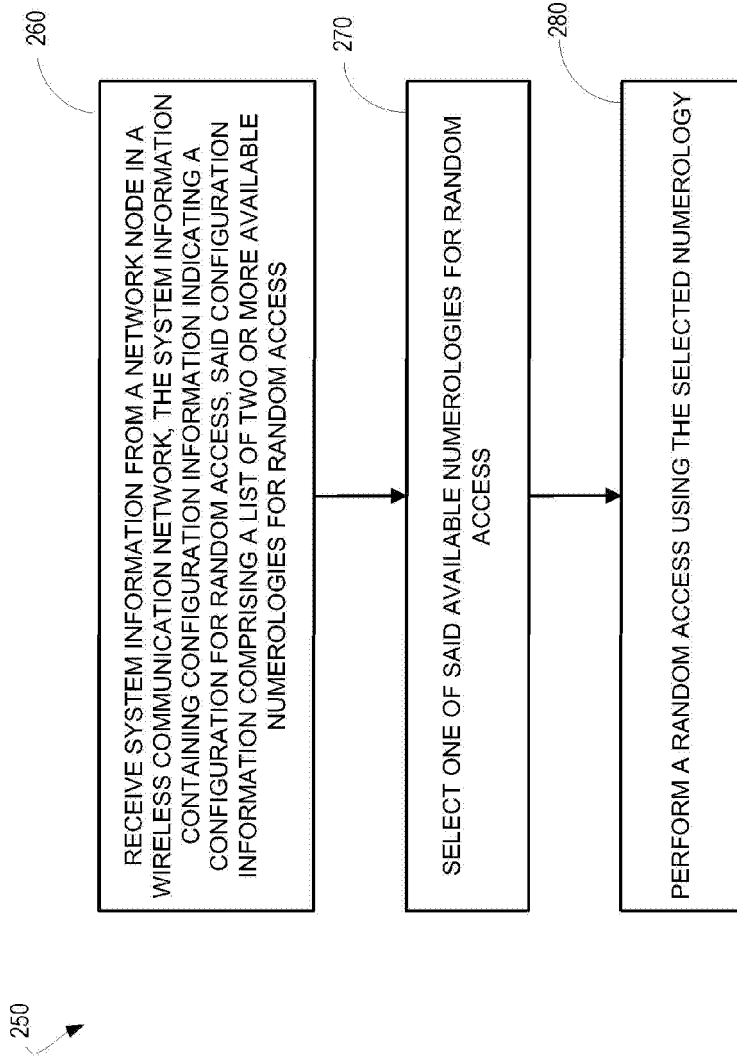 250
260
RECEIVE SYSTEM INFORMATION FROM A NETWORK NODE IN A
WIRELESS COMMUNICATION NETWORK, THE SYSTEM INFORMATION
CONTAINING CONFIGURATION INFORMATION INDICATING A
CONFIGURATION FOR RANDOM ACCESS, SAID CONFIGURATION
INFORMATION COMPRISING A LIST OF TWO OR MORE AVAILABLE
NUMEROLOGIES FOR RANDOM ACCESS
270
SELECT ONE OF SAID AVAILABLE NUMEROLOGIES FOR RANDOM
ACCESS
280
PERFORM A RANDOM ACCESS USING THE SELECTED NUMEROLOGY